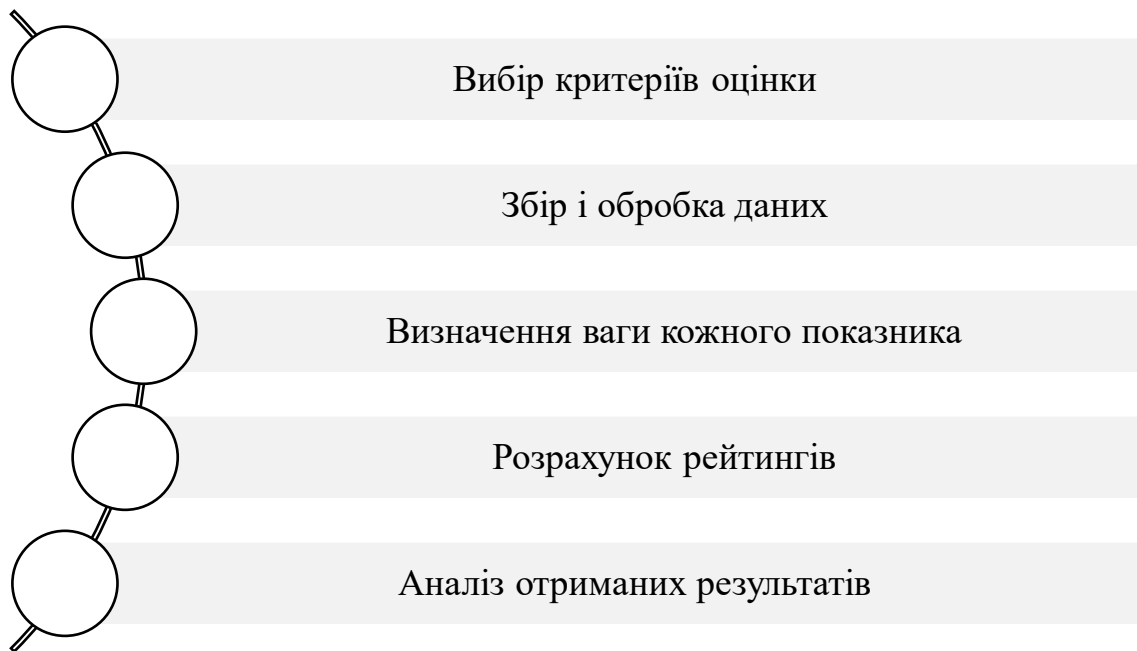 Вибір критеріїв оцінки
Збір і обробка даних
Визначення ваги кожного показника
Розрахунок рейтингів
Аналіз отриманих результатів